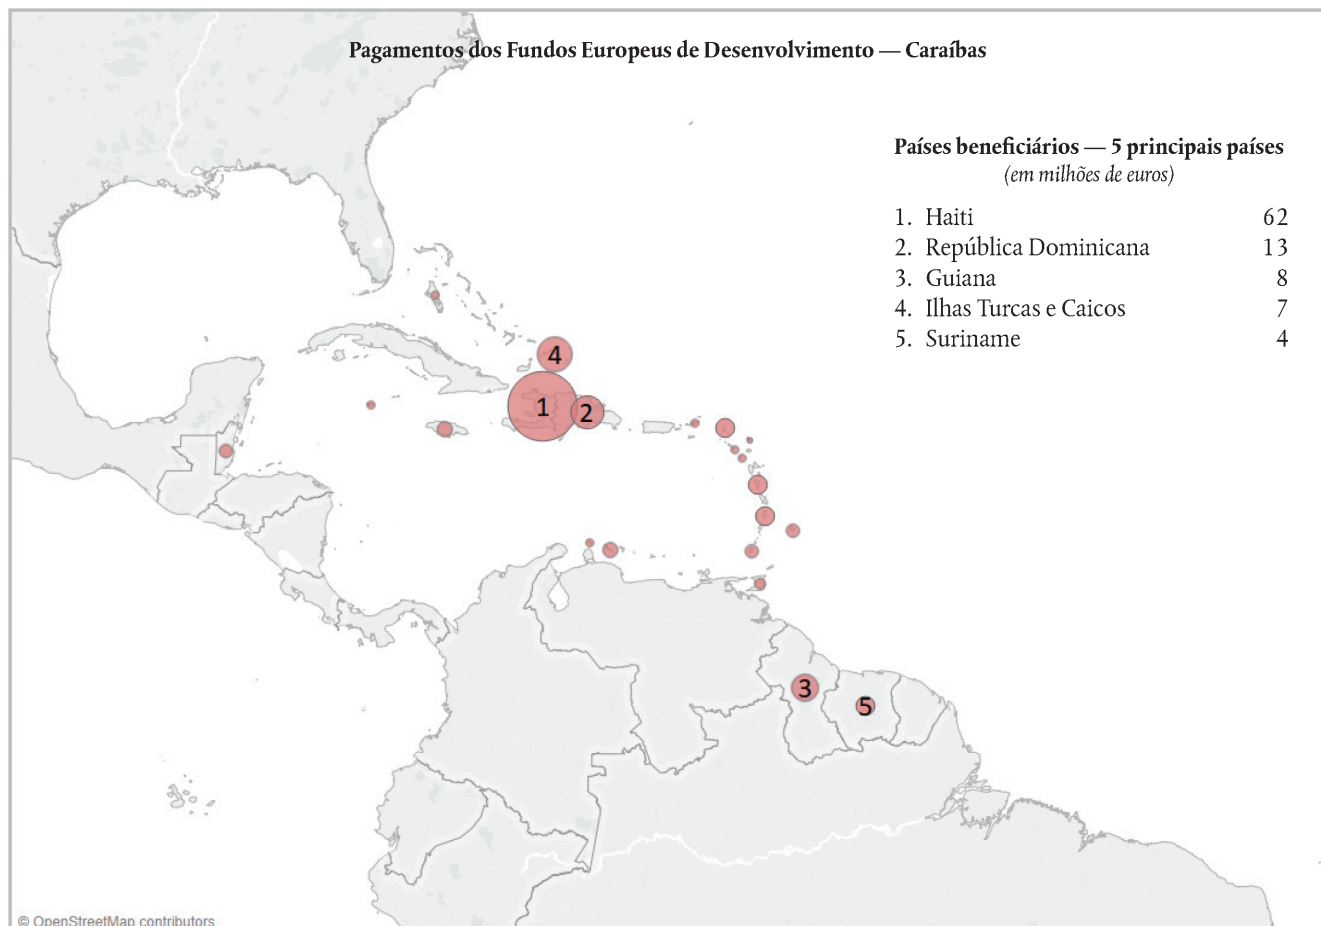 Pagamentos dos Fundos Europeus de Desenvolvimento — Caraíbas
Países beneficiários — 5 principais países
(em milhões de euros)
1. Haiti 62
2. República Dominicana 13
3. Guiana 8
4. Ilhas Turcas e Caicos 7
5. Suriname 4
4
1
2
3
5
© OpenStreetMap contributors